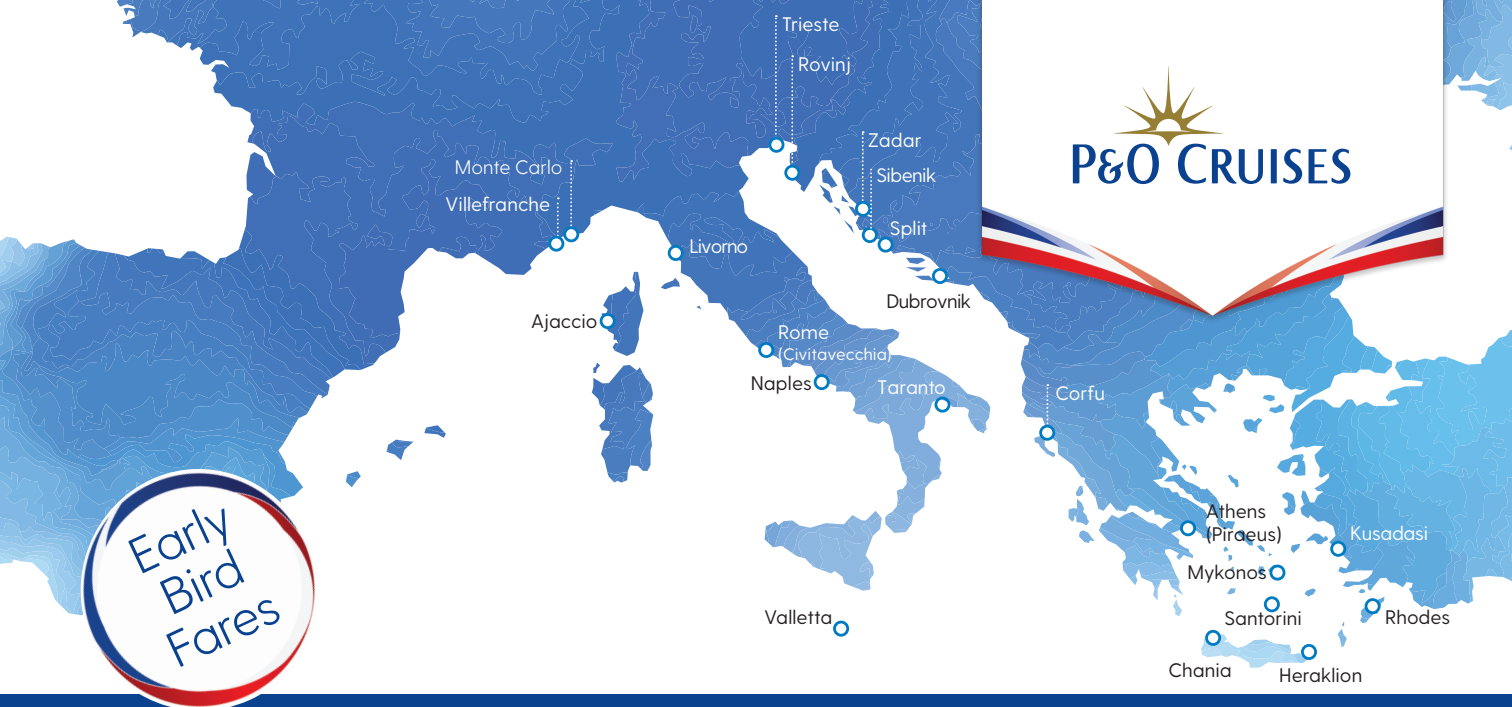 Trieste
Rovinj
Zadar
Monte Carlo
Sibenik
Villefranche
Split
Livorno
Dubrovnik
Ajaccio
Rome
(Civitavecchia)
Naples
Taranto
Corfu
Athens
(Piraeus)
Kusadasi
Mykonos
Santorini
Rhodes
Valletta
Chania
Heraklion
P&O CRUISES
Early
Bird
Fares